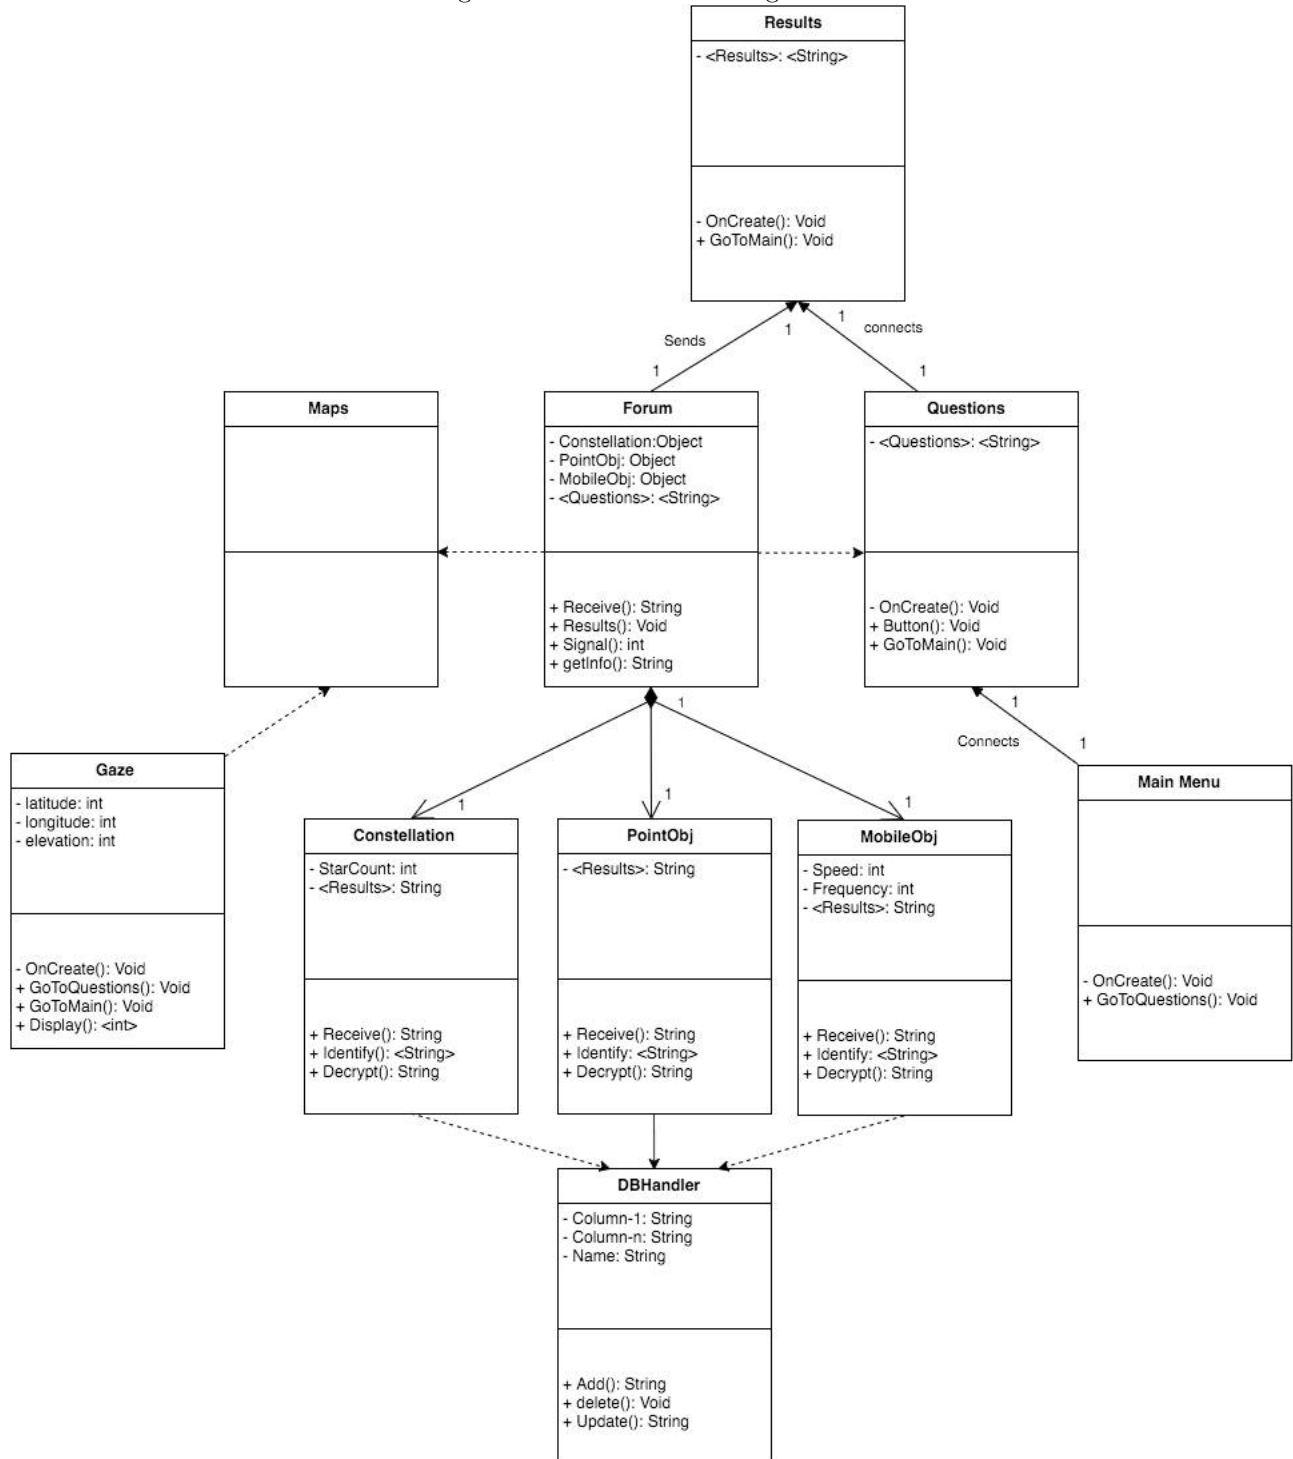 Results
- <Results>: <String>
- OnCreate(): Void
+ GoToMain(): Void
Sends
1
1
1
connects
1
Maps
Forum
- Constellation:Object
- PointObj: Object
- MobileObj: Object
- <Questions>: <String>
+ Receive(): String
+ Results(): Void
+ Signal(): int
+ getInfo(): String
Questions
- <Questions>: <String>
- OnCreate(): Void
+ Button(): Void
+ GoToMain(): Void
1
1
Connects
1
Gaze
- latitude: int
- longitude: int
- elevation: int
- OnCreate(): Void
+ GoToQuestions(): Void
+ GoToMain(): Void
+ Display(): <int>
1
1
1
Constellation
- StarCount: int
- <Results>: String
+ Receive(): String
+ Identify(): <String>
+ Decrypt(): String
PointObj
- <Results>: String
+ Receive(): String
+ Identify: <String>
+ Decrypt(): String
MobileObj
- Speed: int
- Frequency: int
- <Results>: String
+ Receive(): String
+ Identify: <String>
+ Decrypt(): String
Main Menu
- OnCreate(): Void
+ GoToQuestions(): Void
DBHandler
- Column-1: String
- Column-n: String
- Name: String
+ Add(): String
+ delete(): Void
+ Update(): String